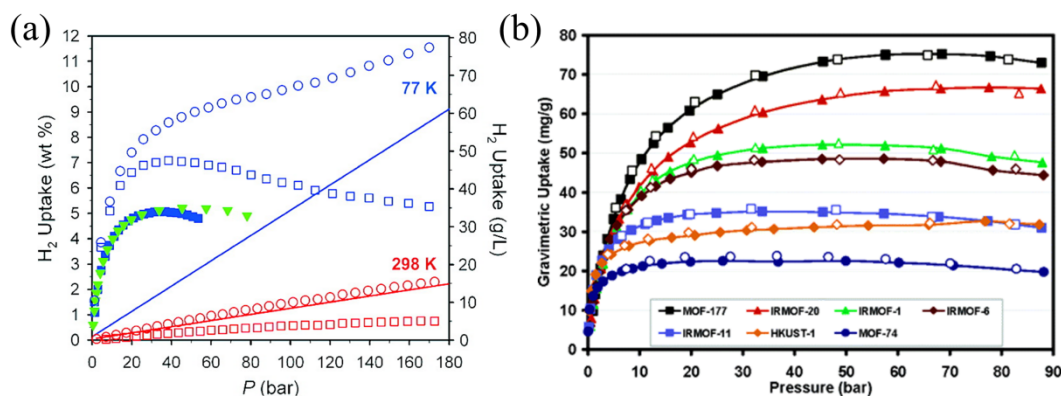 (a)
H₂ Uptake (wt %)
12
11
10
9
8
7
6
5
4
3
2
1
0
77 K
298 K
80
70
60
50
40
30
20
10
0
H₂ Uptake (g/L)
0 20 40 60 80 100 120 140 160 180
P (bar)
(b)
Gravimetric Uptake (mg/g)
80
70
60
50
40
30
20
10
0
MOF-177 IRMOF-20 IRMOF-1 IRMOF-6
IRMOF-11 HKUST-1 MOF-74
0 10 20 30 40 50 60 70 80 90
Pressure (bar)